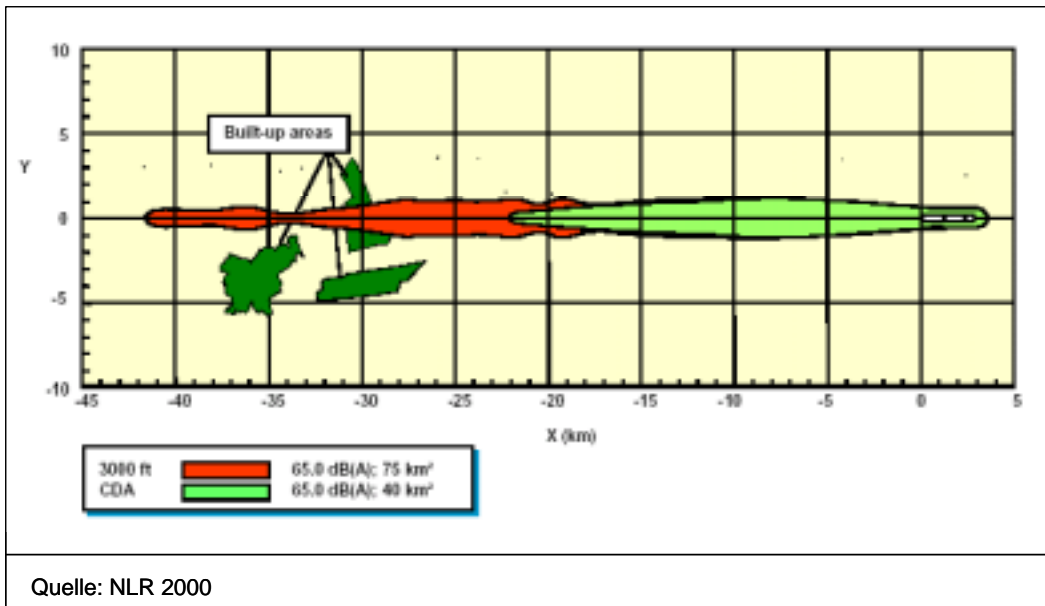 10
5
Built-up areas
Y
0
-5
-10
-45 -40 -35 -30 -25 -20 -15 -10 -5 0 5
X (km)
3000 ft 65.0 dB(A); 75 km²
CDA 65.0 dB(A); 40 km²
Quelle: NLR 2000